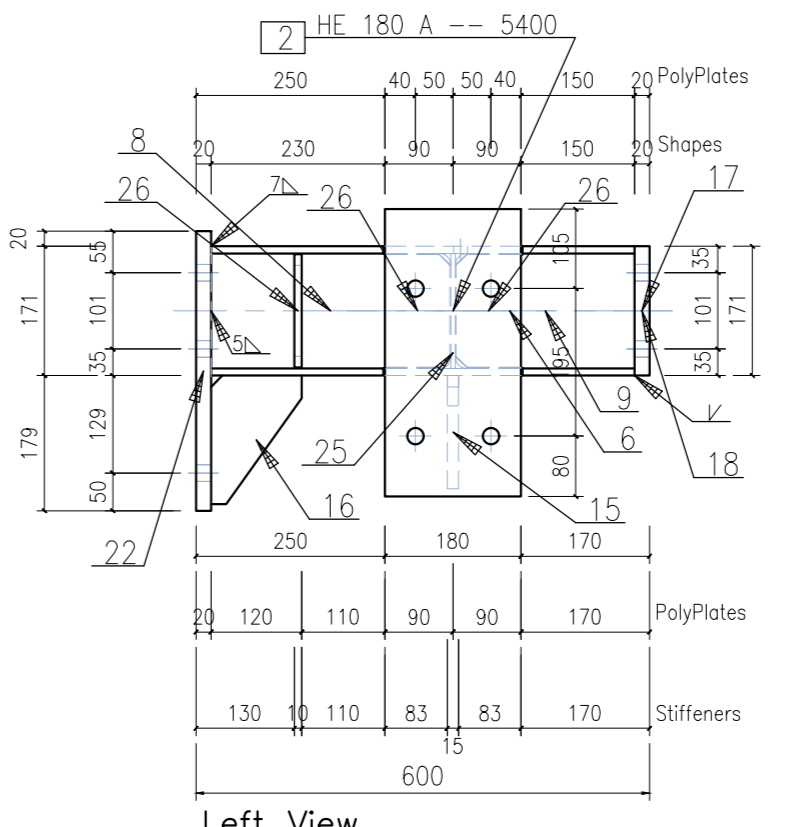 2 HE 180 A -- 5400
250 40 50 50 40 150 20 PolyPlates
8 20 230 90 90 150 20 Shapes
26 7 26 26 17
20 55 105 35
171 101 5 101 171
35 95 35
179 129 25 9 V
50 16 80 6
22 15 18
250 180 170
20 120 110 90 90 170 PolyPlates
130 10 110 83 83 170 Stiffeners
15
600
Left View